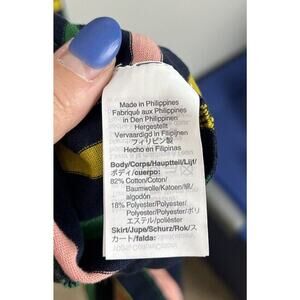 Made in Philippines
Fabriqué aux Philippines
in Den Philippinen
Hergestellt
Vervaardigd in Filipijnen
フィリピン製
Hecho en Filipinas
Body/Corps/Hauptteil/Lijf/
ボディ/cuerpo:
82% Cotton/Coton/
Baumwolle/Katoen/綿/
algodón
18% Polyester/Polyester/
Polyester/Polyester/ポリ
エステル/poliéster
Skirt/Jupe/Schurz/Rok/ス
カート/falda: